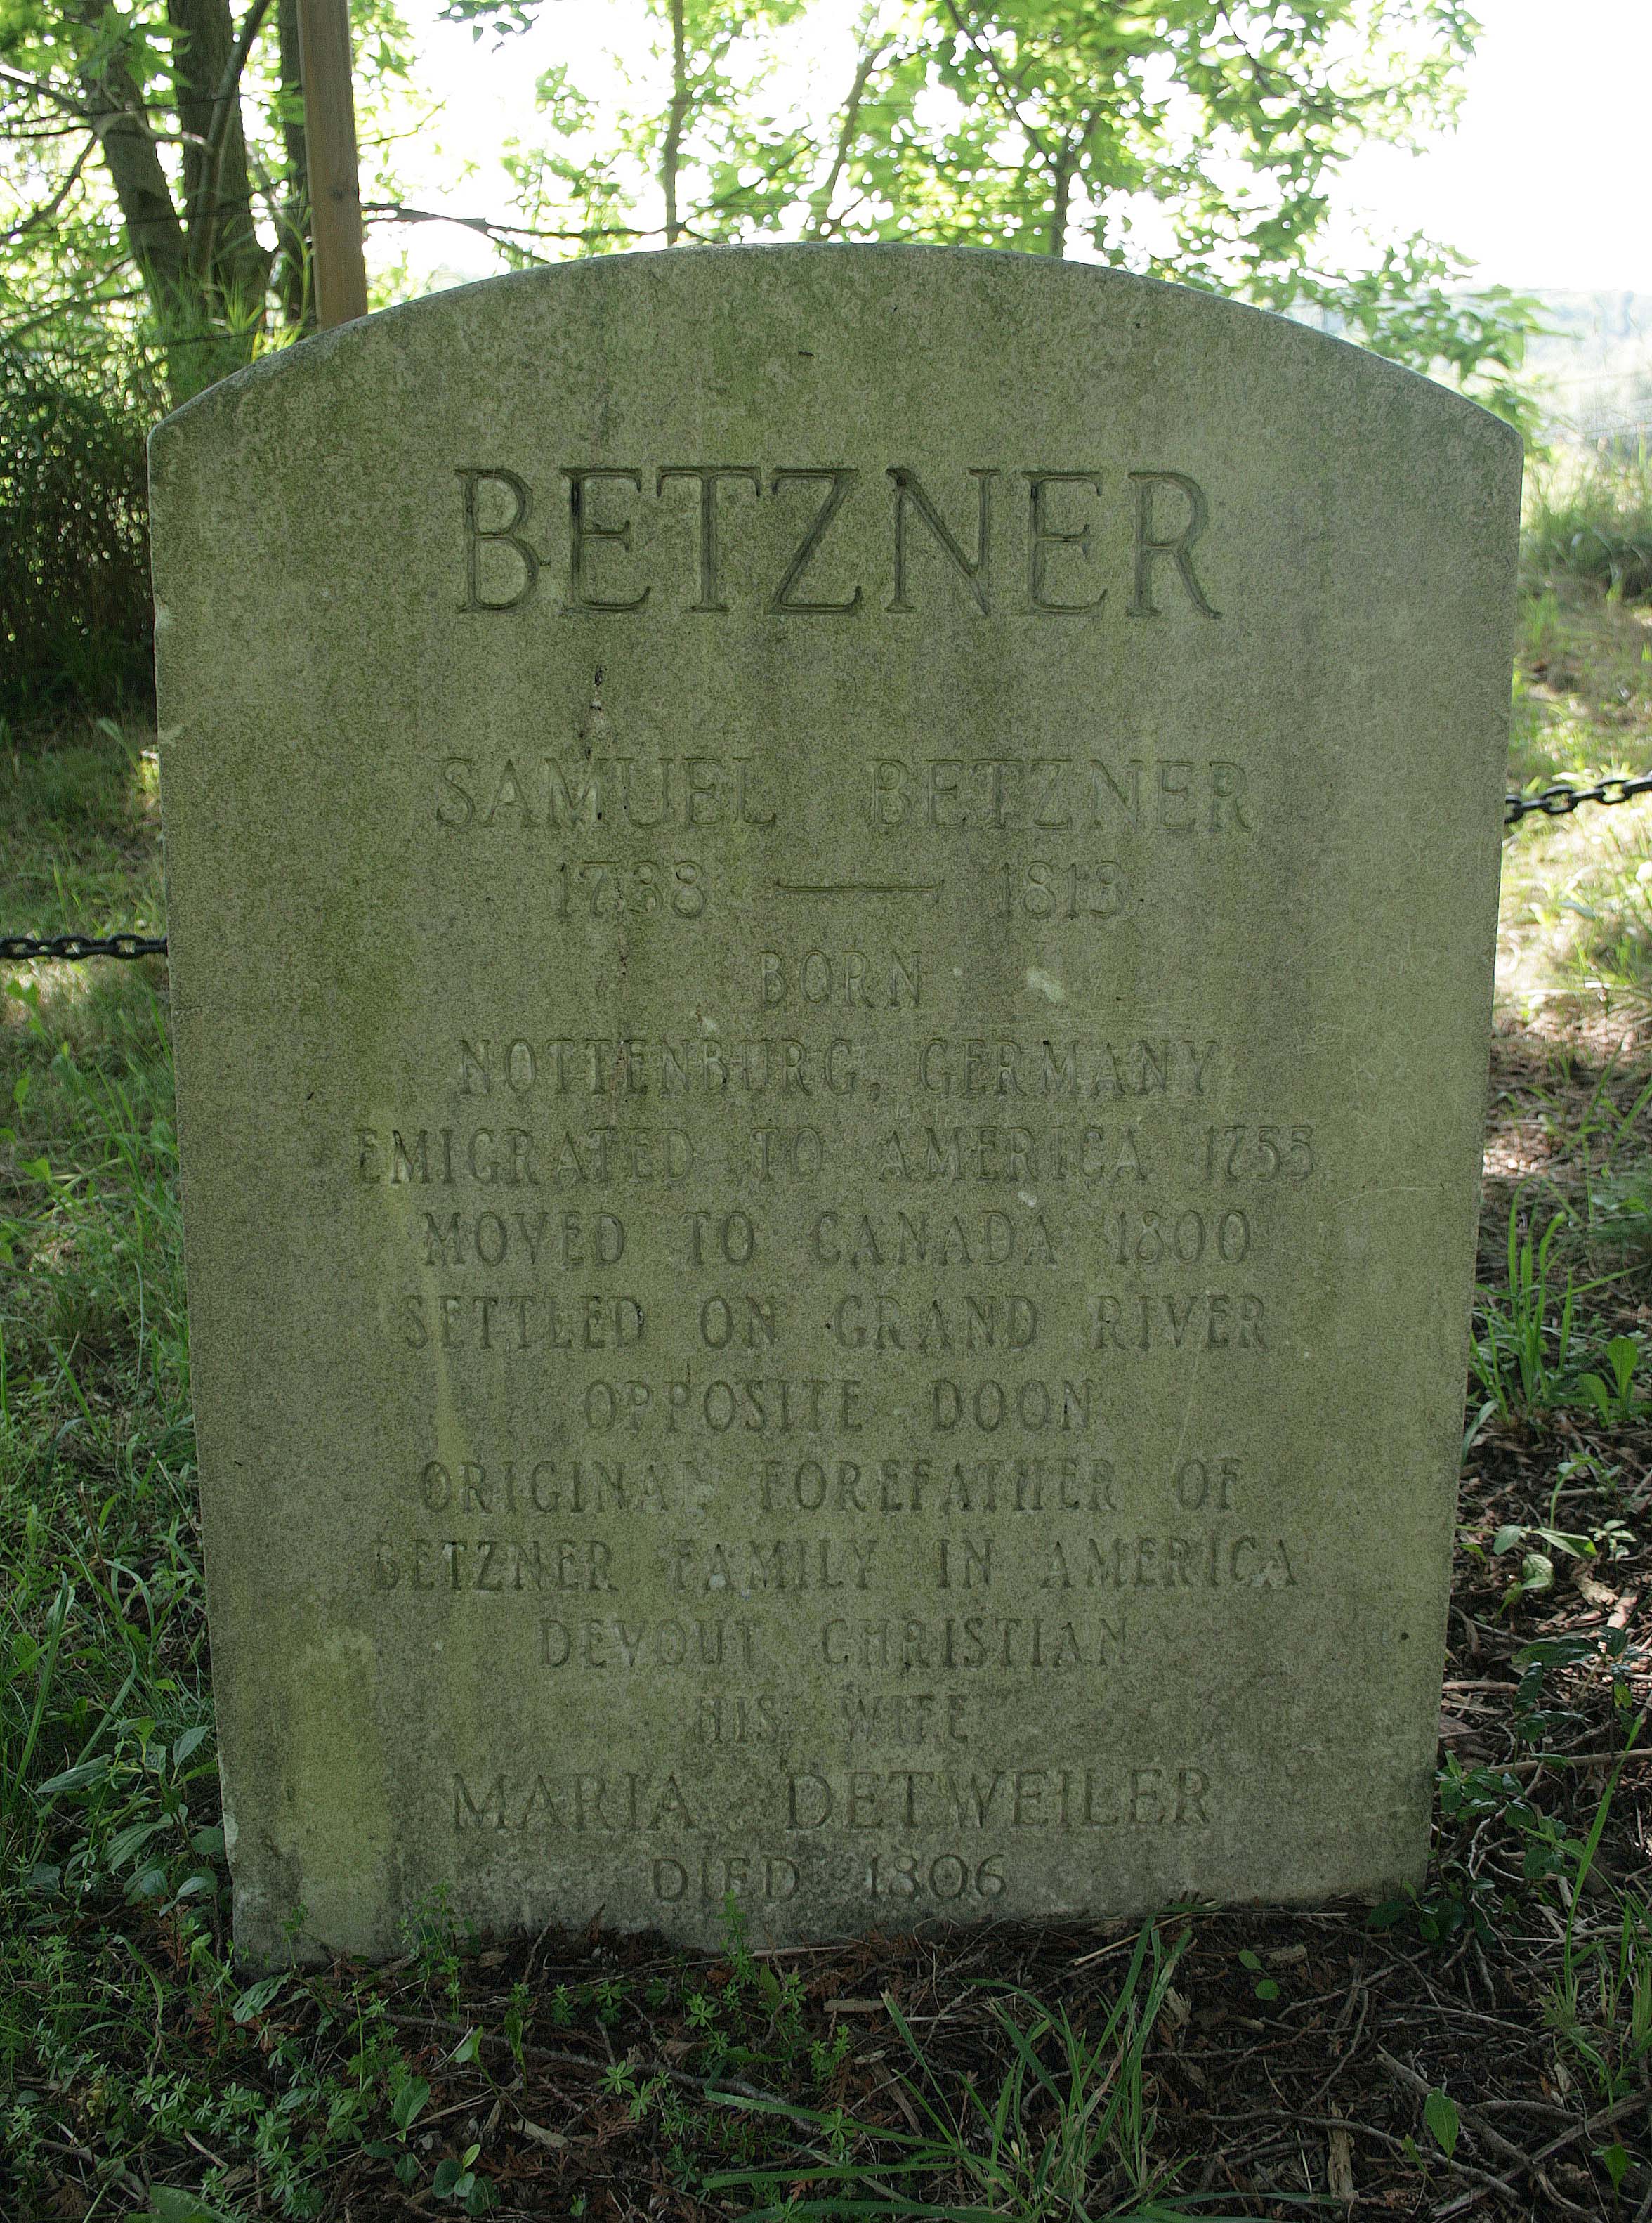 BETZNER
SAMUEL BETZNER
1738 — 1813
BORN
NOTTENBURG, GERMANY
EMIGRATED TO AMERICA 1755
MOVED TO CANADA 1800
SETTLED ON GRAND RIVER
OPPOSITE DOON
ORIGINAL FOREFATHER OF
BETZNER FAMILY IN AMERICA
DEVOUT CHRISTIAN
HIS WIFE
MARIA DETWEILER
DIED 1806